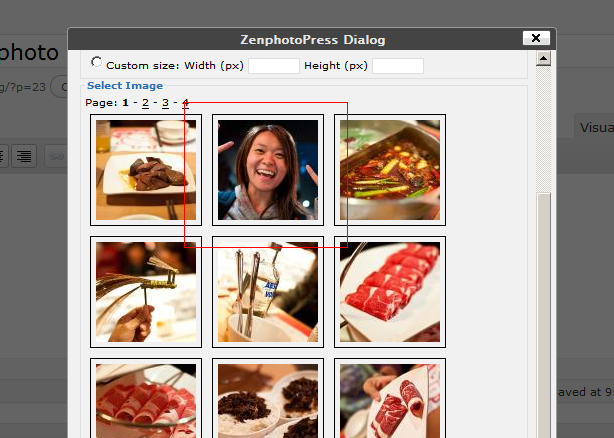 ZenphotoPress Dialog
photo
Custom size: Width (px) Height (px)
g/?p=23
Select Image
Page: 1 - 2 - 3 - 4
Visua
aved at 9